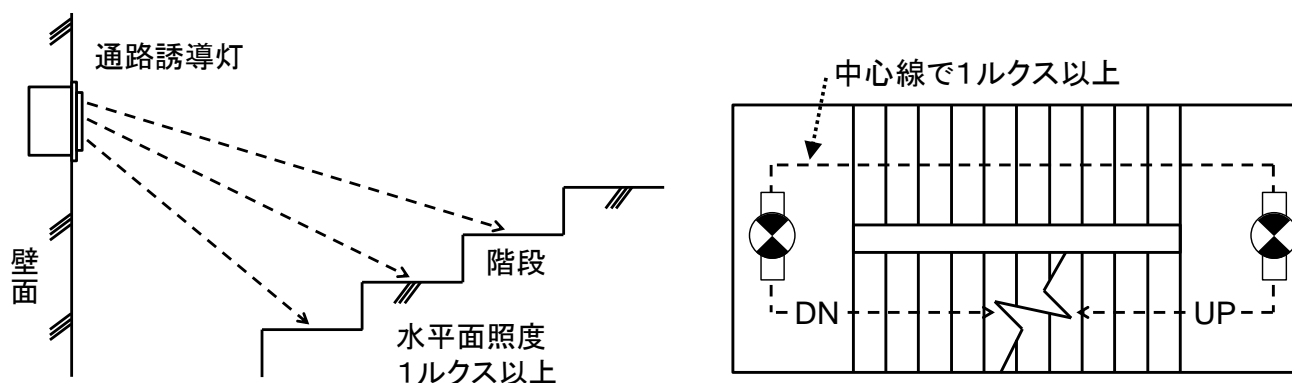 通路誘導灯
壁面
階段
水平面照度
1ルクス以上
中心線で1ルクス以上
DN
UP